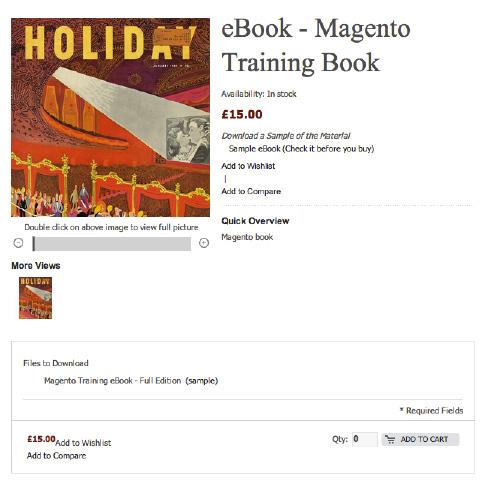 HOLIDAY
eBook - Magento
Training Book
Availability: In stock
£15.00
Download a Sample of the Material
Sample eBook (Check it before you buy)
Add to Wishlist
|
Add to Compare
Quick Overview
Magento book
Double click on above image to view full picture
More Views
HOLIDAY
Files to Download
Magento Training eBook - Full Edition (sample)
* Required Fields
£15.00 Add to Wishlist
Qty: 0 ADD TO CART
Add to Compare